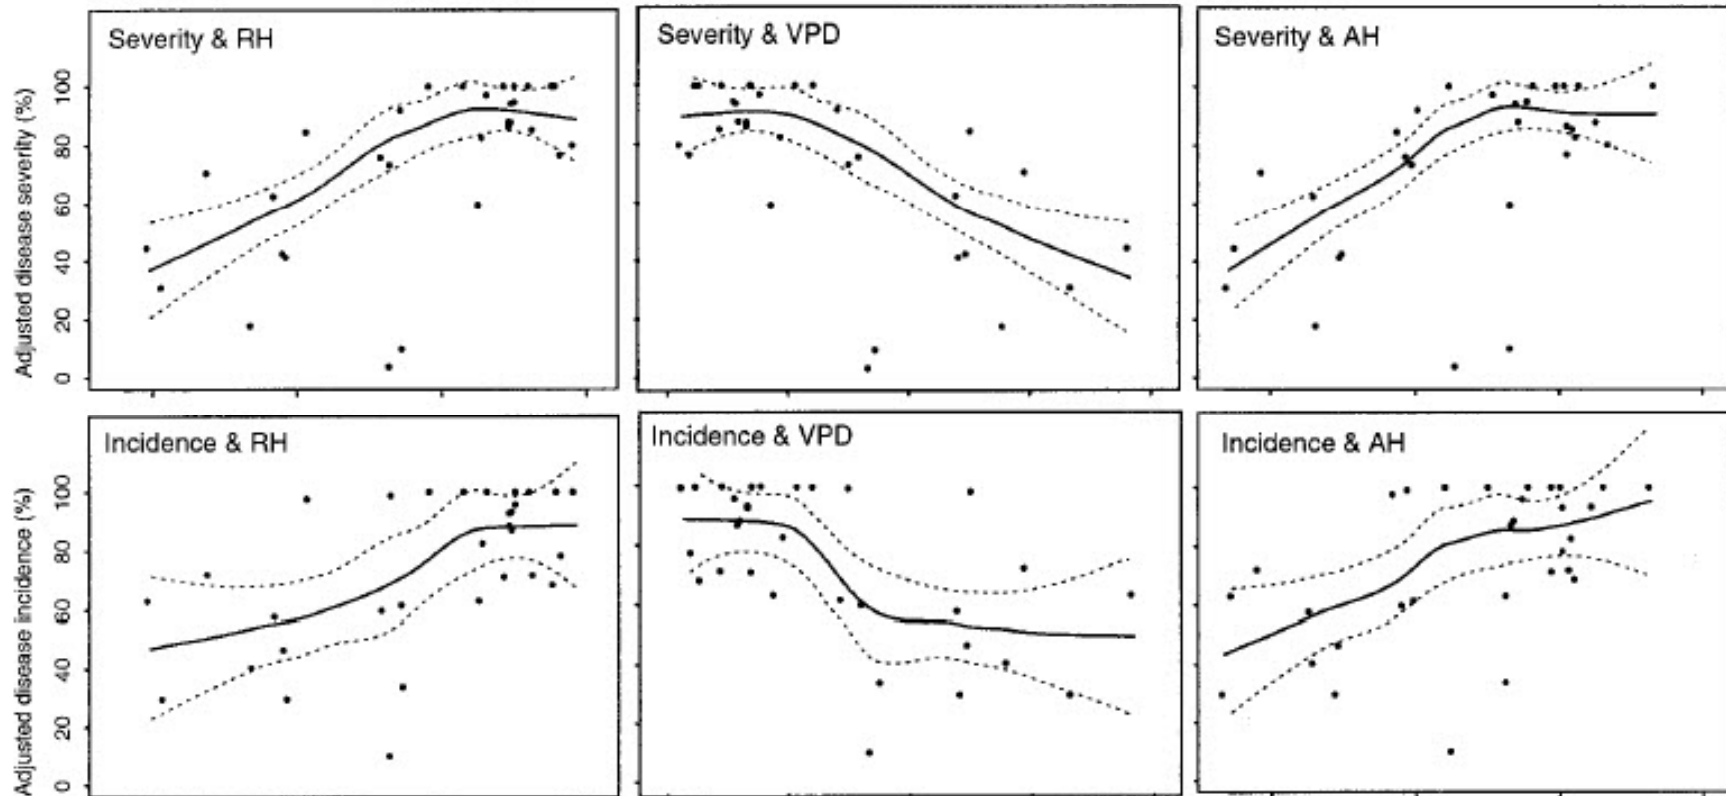 Severity & RH
Severity & VPD
Severity & AH
Adjusted disease severity (%)
100
80
60
40
20
0
Incidence & RH
Incidence & VPD
Incidence & AH
Adjusted disease incidence (%)
100
80
60
40
20
0